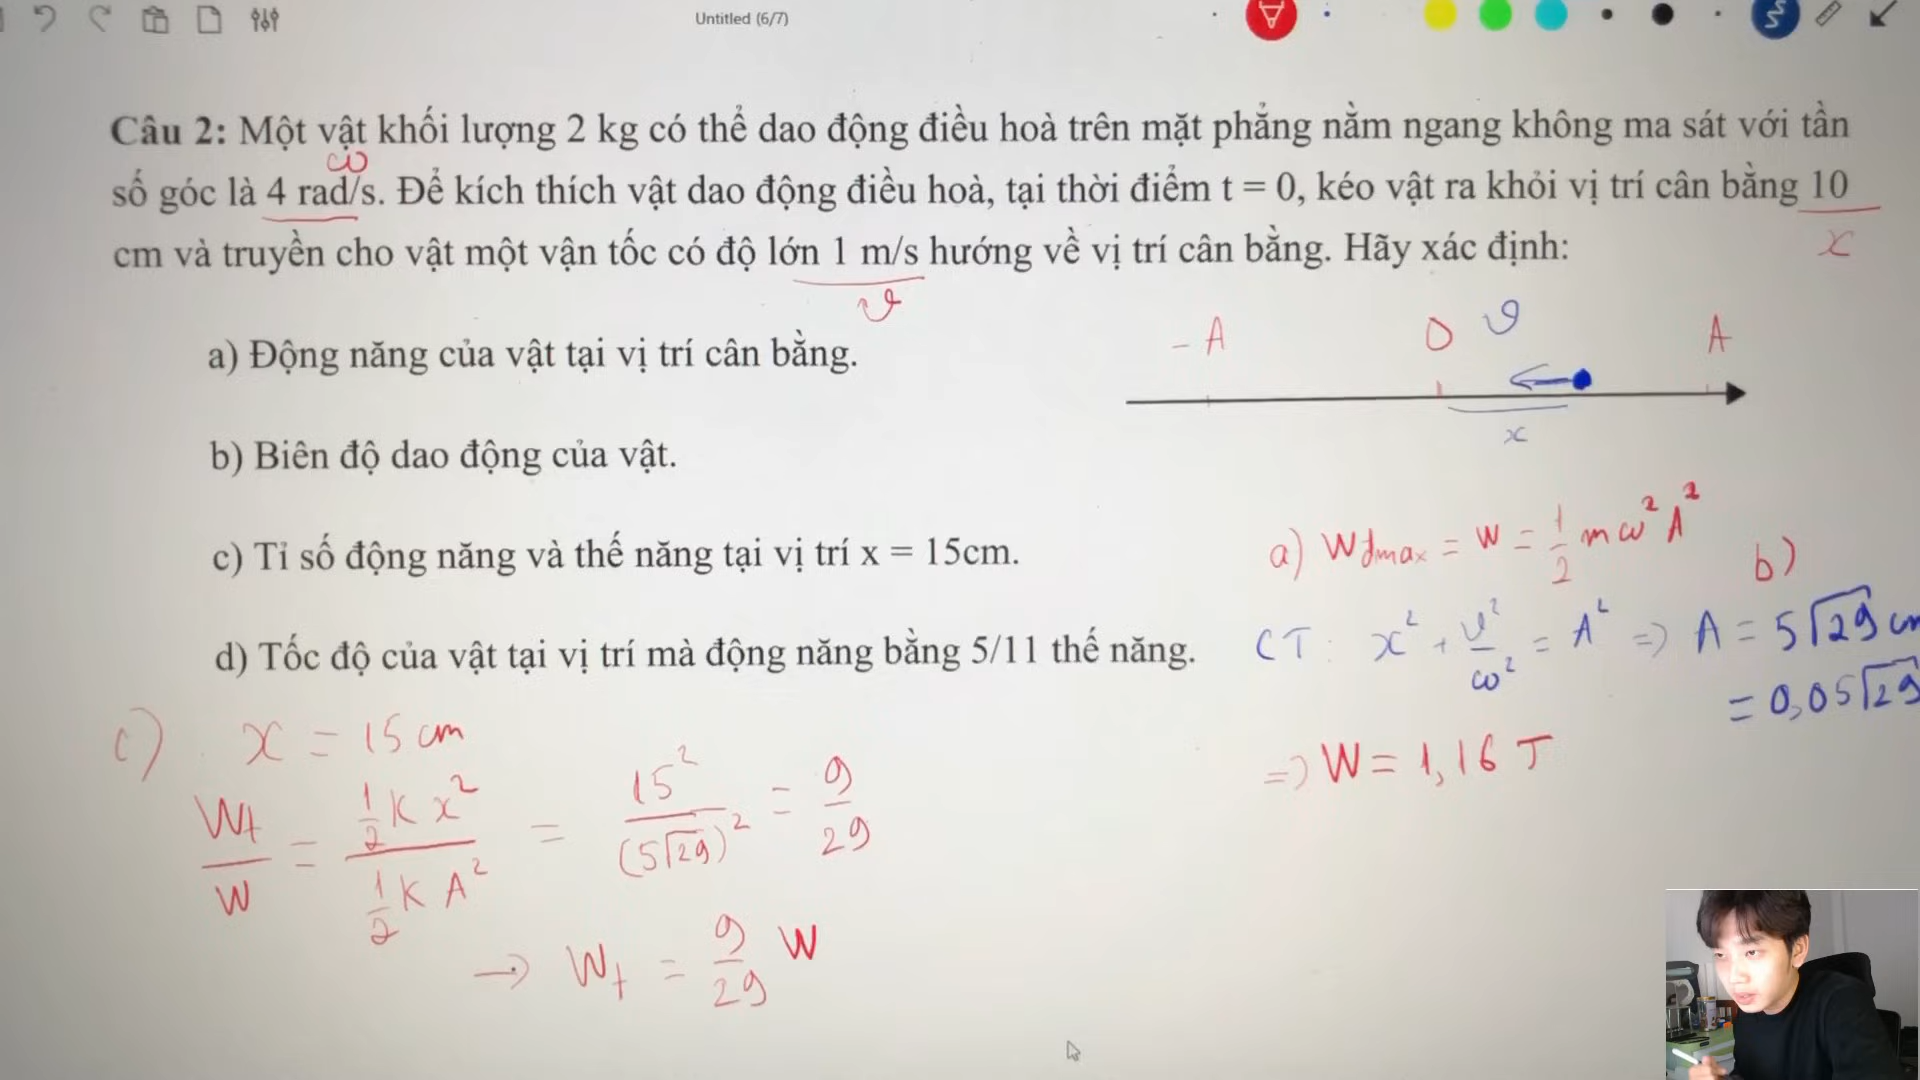 Untitled (6/7)
Câu 2: Một vật khối lượng 2 kg có thể dao động điều hoà trên mặt phẳng nằm ngang không ma sát với tần
ω
số góc là 4 rad/s. Để kích thích vật dao động điều hoà, tại thời điểm t = 0, kéo vật ra khỏi vị trí cân bằng 10
x
cm và truyền cho vật một vận tốc có độ lớn 1 m/s hướng về vị trí cân bằng. Hãy xác định:
v
-A O v A
x
a) Động năng của vật tại vị trí cân bằng.
b) Biên độ dao động của vật.
c) Tỉ số động năng và thế năng tại vị trí x = 15cm.
d) Tốc độ của vật tại vị trí mà động năng bằng 5/11 thế năng.
a) Wđmax = W = 1/2 mω² A²
b)
CT: x² + v²/ω² = A² => A = 5√29 cm
= 0,05√29
=> W = 1,16 J
c) x = 15 cm
Wt/W = (1/2 K x²)/(1/2 K A²) = 15²/(5√29)² = 9/29
→ Wt = 9/29 W